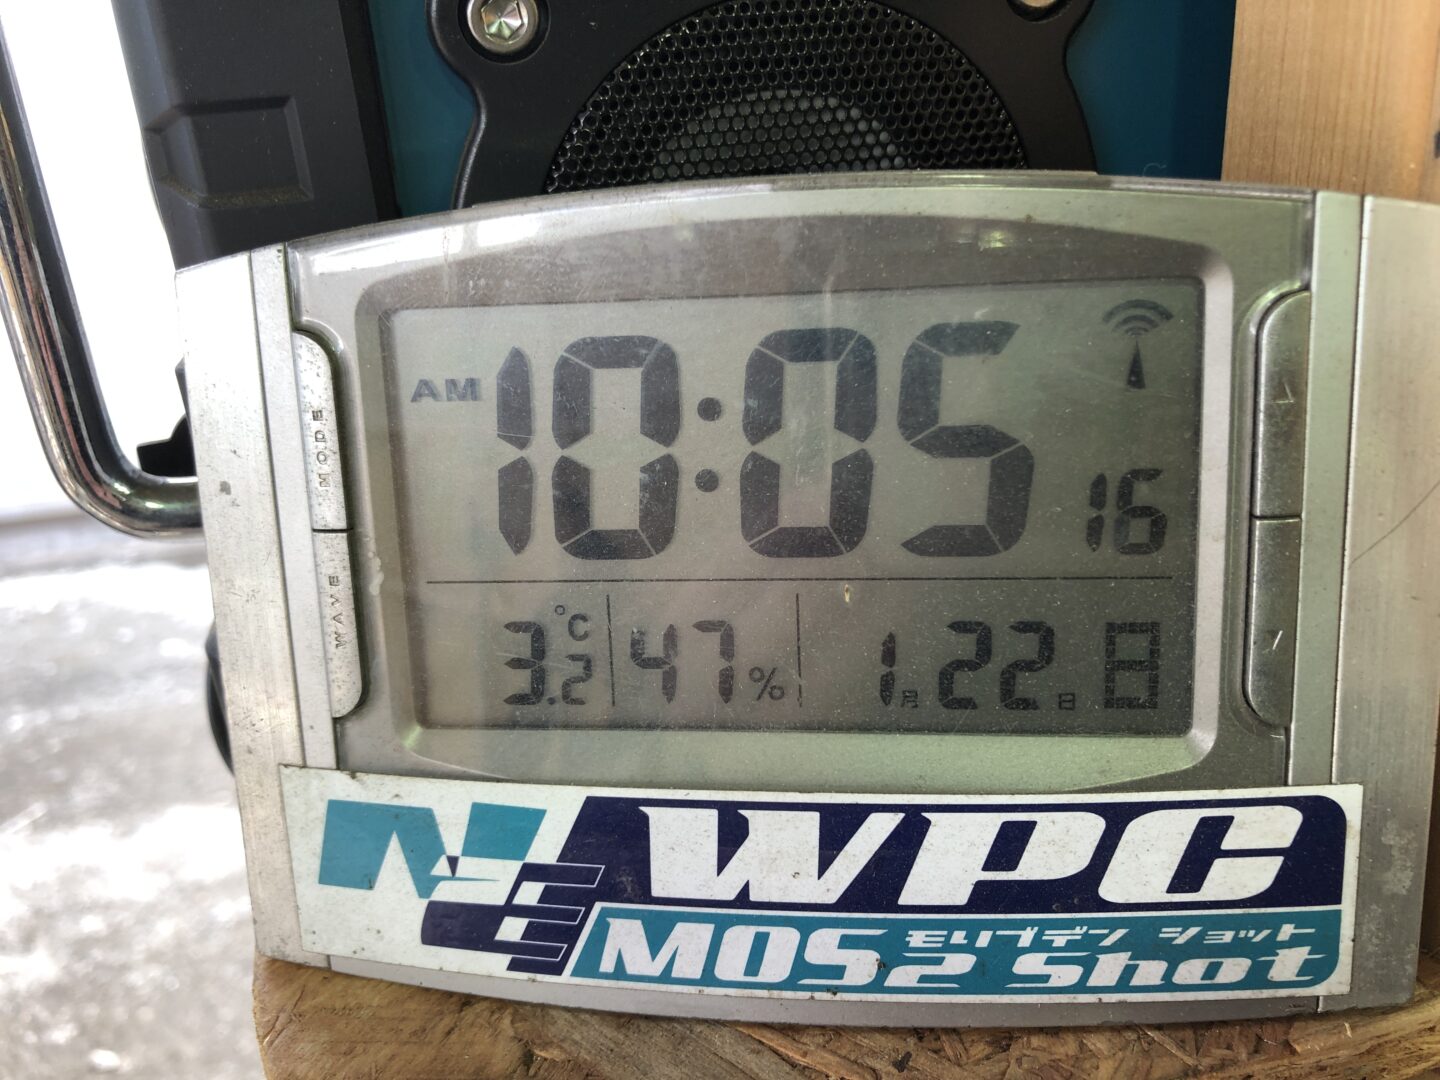 AM 10:05 16
MODE
WAVE
3.2 °C 47 % 1月 22日 日
NE WPC
モリブデン ショット
MOS2 Shot